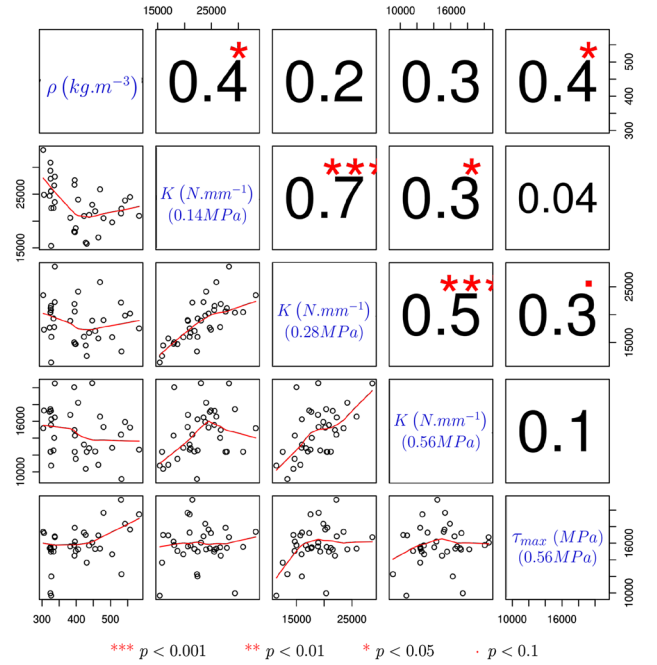 15000 25000 10000 16000
ρ (kg.m−3) 0.4 * 0.2 0.3 0.4 * 300 400 500
15000 25000 K (N.mm−1) (0.14MPa) 0.7 *** 0.3 * 0.04
K (N.mm−1) (0.28MPa) 0.5 *** 0.3 . 15000 25000
10000 16000 K (N.mm−1) (0.56MPa) 0.1
τmax (MPa) (0.56MPa) 10000 16000
300 400 500 15000 25000 10000 16000
*** p < 0.001 ** p < 0.01 * p < 0.05 . p < 0.1